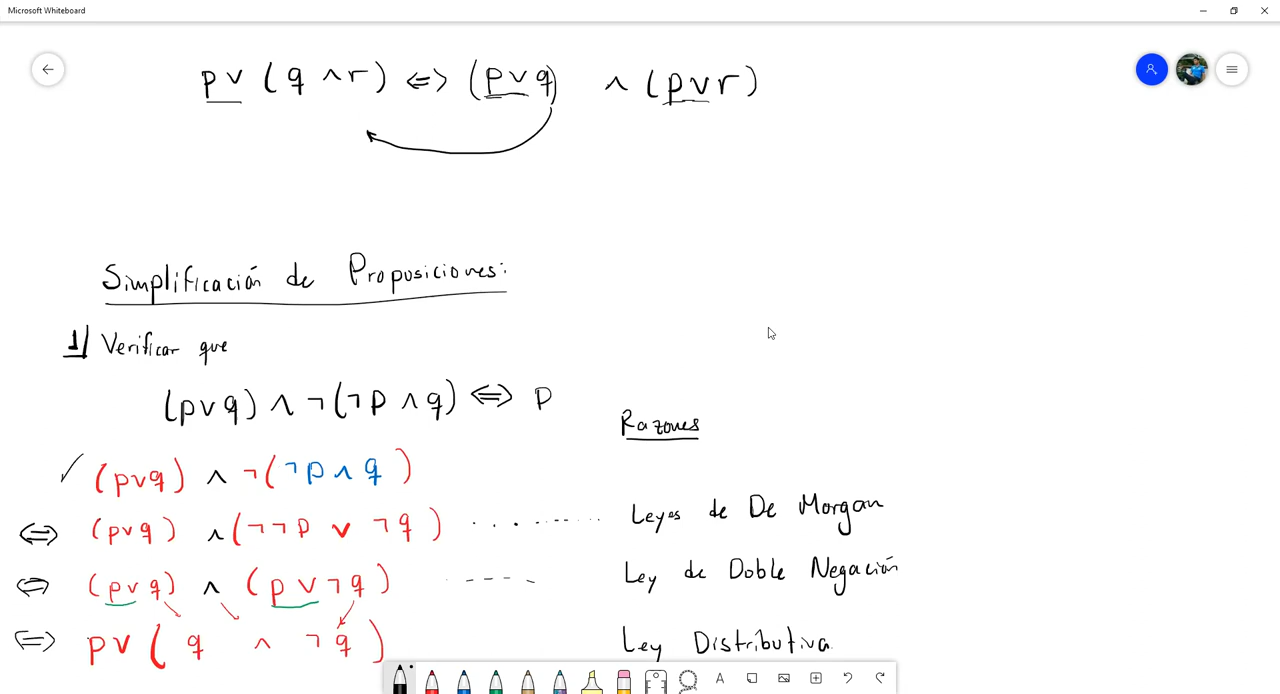 Microsoft Whiteboard
p ∨ (q ∧ r) ⇔ (p ∨ q) ∧ (p ∨ r)
Simplificación de Proposiciones:
1/ Verificar que
(p ∨ q) ∧ ¬(¬p ∧ q) ⇔ p
Razones
✓ (p ∨ q) ∧ ¬(¬p ∧ q)
⇔ (p ∨ q) ∧ (¬¬p ∨ ¬q) ........... Leyes de De Morgan
⇔ (p ∨ q) ∧ (p ∨ ¬q) ----- Ley de Doble Negación
⇔ p ∨ (q ∧ ¬q) Ley Distributiva
A